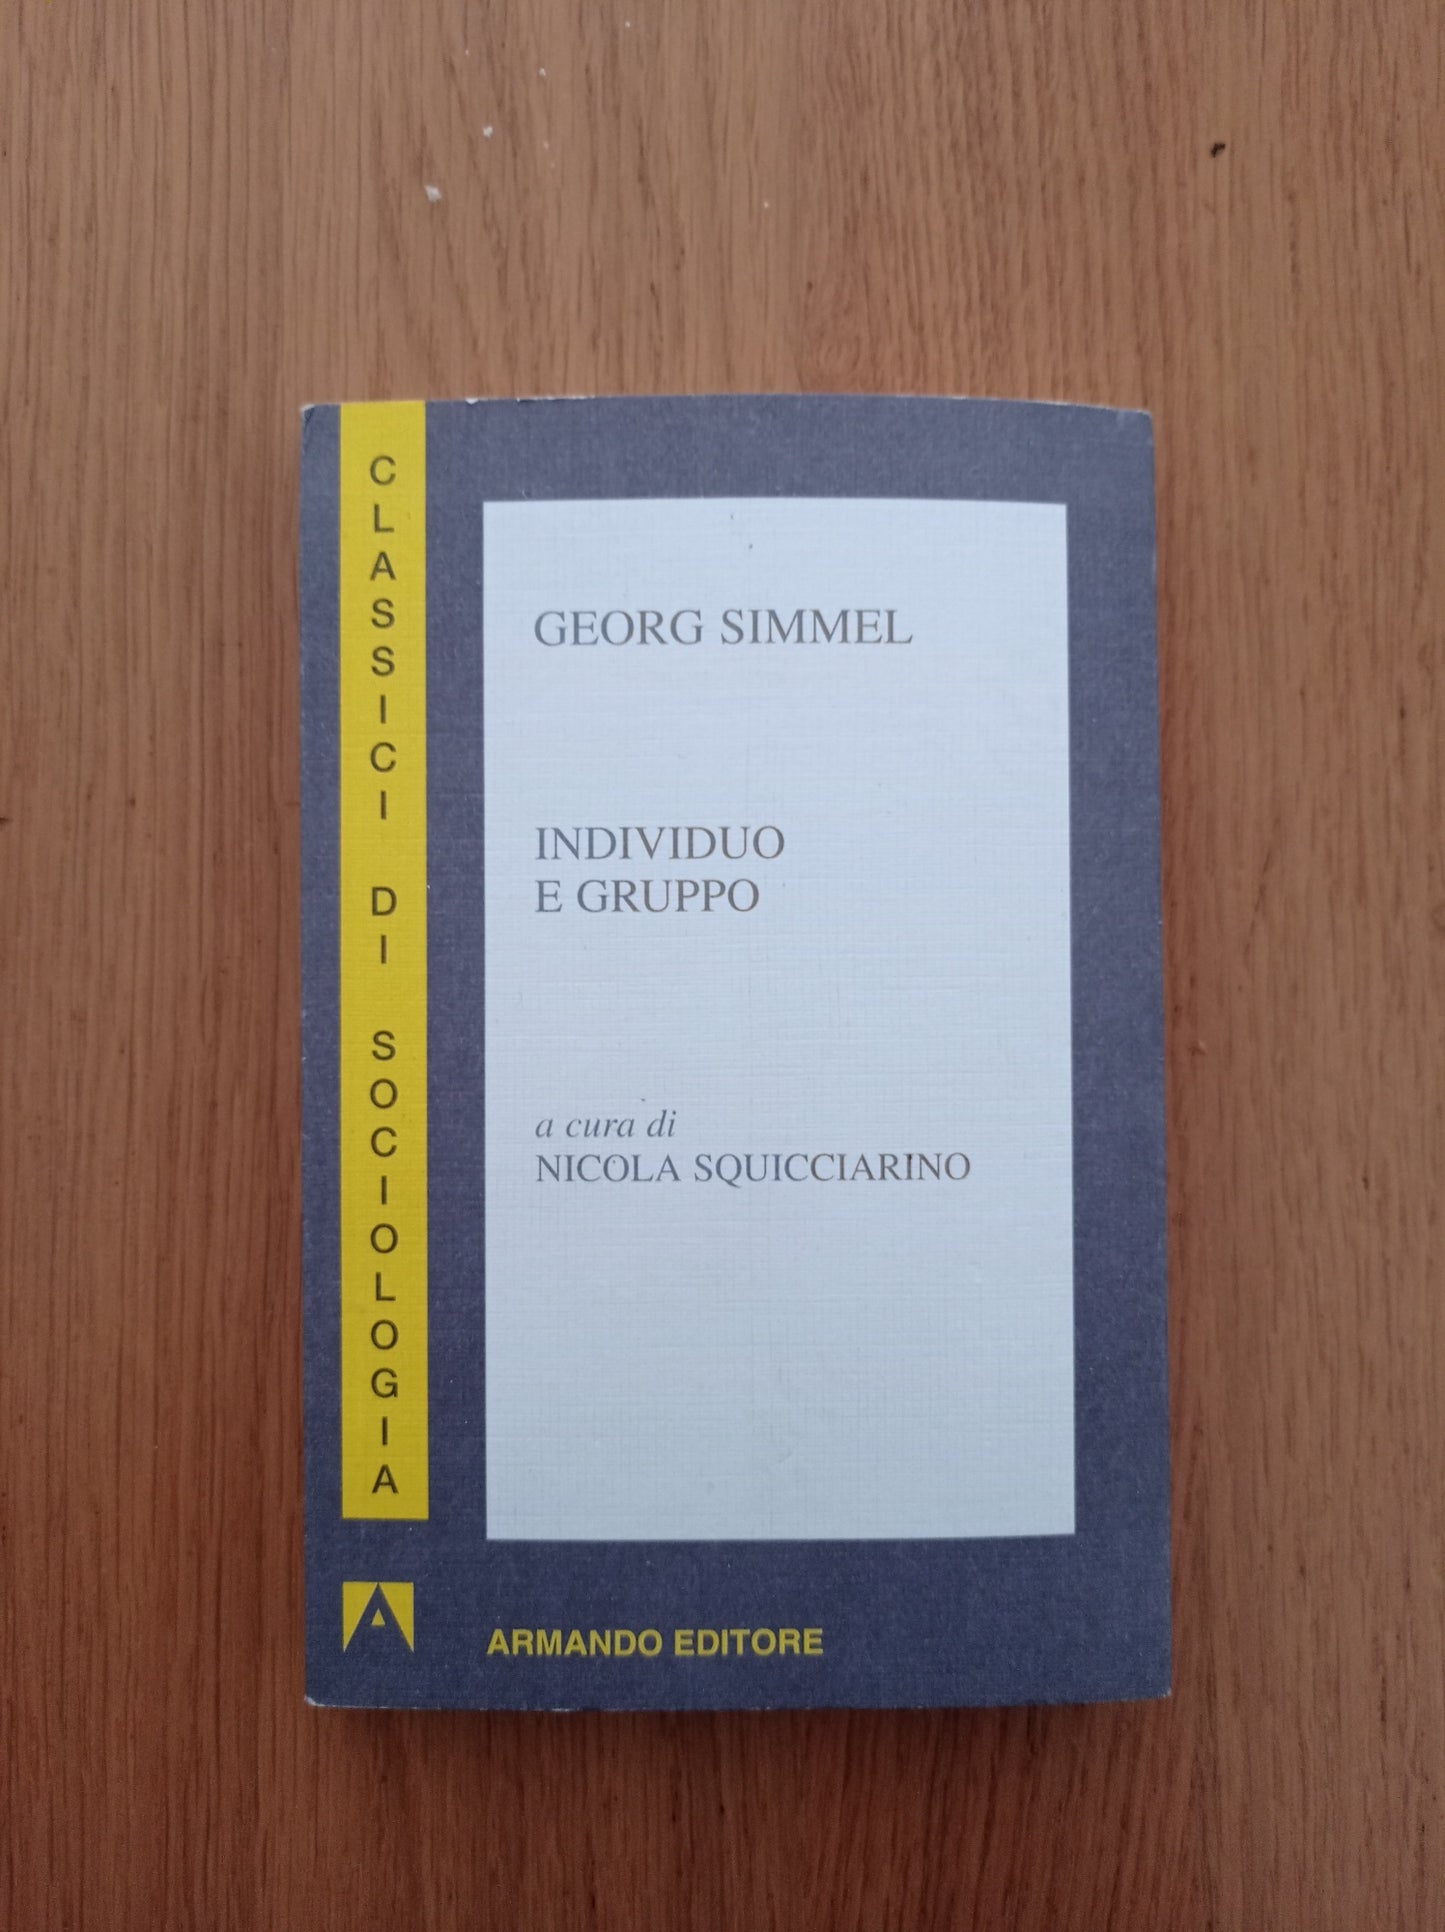 CLASSICI DI SOCIOLOGIA
GEORG SIMMEL
INDIVIDUO
E GRUPPO
a cura di
NICOLA SQUICCIARINO
A
ARMANDO EDITORE